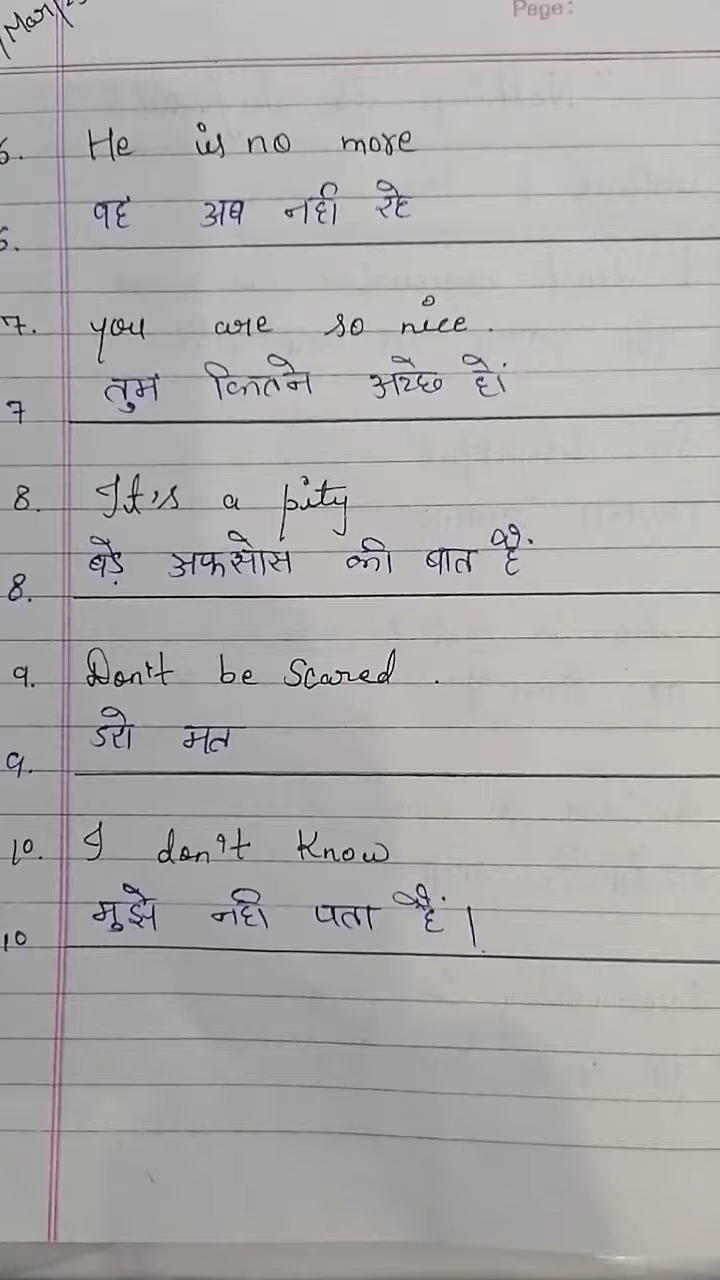 Mar/2
Page:
6. He is no more
6. वह अब नही रहे
7. you are so nice.
7 तुम कितने अच्छे हो
8. It's a pity
8. बड़े अफसोस की बात हैं.
9. Don't be Scared.
9. डरो मत
10. I don't Know
10 मुझे नही पता हैं।